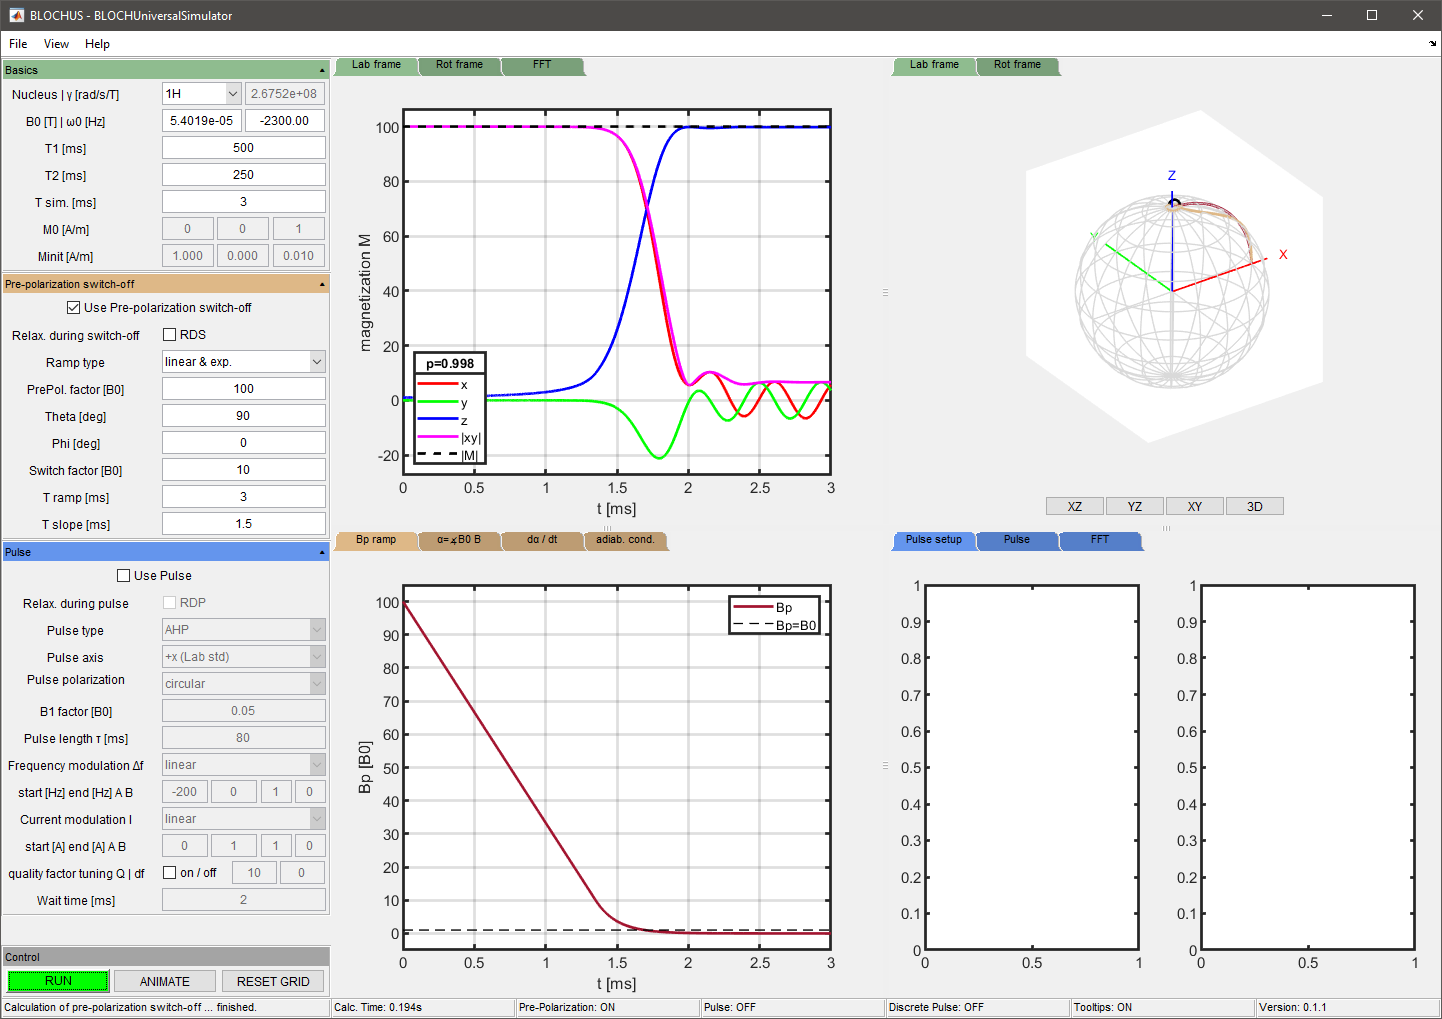 BLOCHUS - BLOCHUniversalSimulator
File View Help
Basics
Nucleus | γ [rad/s/T] 1H 2.6752e+08
B0 [T] | ω0 [Hz] 5.4019e-05 -2300.00
T1 [ms] 500
T2 [ms] 250
T sim. [ms] 3
M0 [A/m] 0 0 1
Minit [A/m] 1.000 0.000 0.010
Pre-polarization switch-off
Use Pre-polarization switch-off
Relax. during switch-off RDS
Ramp type linear & exp.
PrePol. factor [B0] 100
Theta [deg] 90
Phi [deg] 0
Switch factor [B0] 10
T ramp [ms] 3
T slope [ms] 1.5
Pulse
Use Pulse
Relax. during pulse RDP
Pulse type AHP
Pulse axis +x (Lab std)
Pulse polarization circular
B1 factor [B0] 0.05
Pulse length τ [ms] 80
Frequency modulation Δf linear
start [Hz] end [Hz] A B -200 0 1 0
Current modulation I linear
start [A] end [A] A B 0 1 1 0
quality factor tuning Q | df on / off 10 0
Wait time [ms] 2
Control
RUN ANIMATE RESET GRID
Lab frame Rot frame FFT
magnetization M
100
80
60
40
20
0
-20
p=0.998
x
y
z
|xy|
|M|
0 0.5 1 1.5 2 2.5 3
t [ms]
Lab frame Rot frame
Z
Y
X
XZ YZ XY 3D
Bp ramp α=∡B0 B dα / dt adiab. cond.
Bp [B0]
100
90
80
70
60
50
40
30
20
10
0
Bp
Bp=B0
0 0.5 1 1.5 2 2.5 3
t [ms]
Pulse setup Pulse FFT
1
0.9
0.8
0.7
0.6
0.5
0.4
0.3
0.2
0.1
0
0 0.5 1
1
0.9
0.8
0.7
0.6
0.5
0.4
0.3
0.2
0.1
0
0 0.5 1
Calculation of pre-polarization switch-off ... finished. Calc. Time: 0.194s Pre-Polarization: ON Pulse: OFF Discrete Pulse: OFF Tooltips: ON Version: 0.1.1